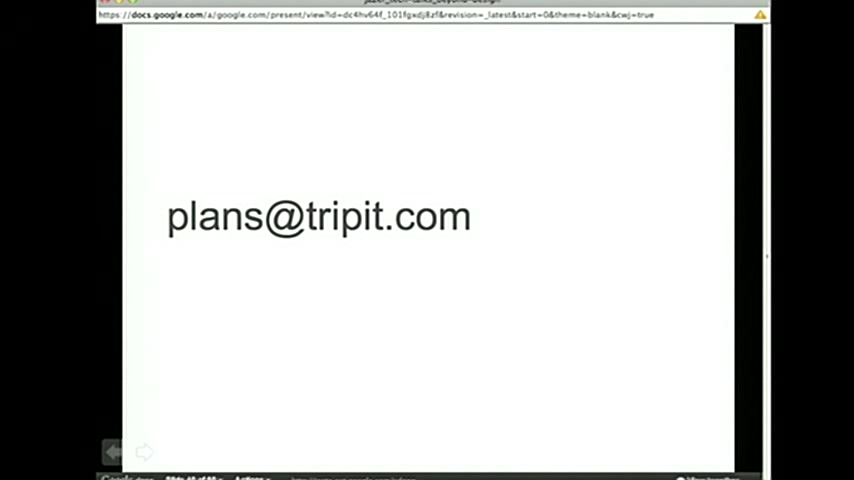 https://docs.google.com/a/google.com/present/view?id=dc4hv64f_101fgxdj8zf&revision=_latest&start=0&theme=blank&cwj=true
plans@tripit.com